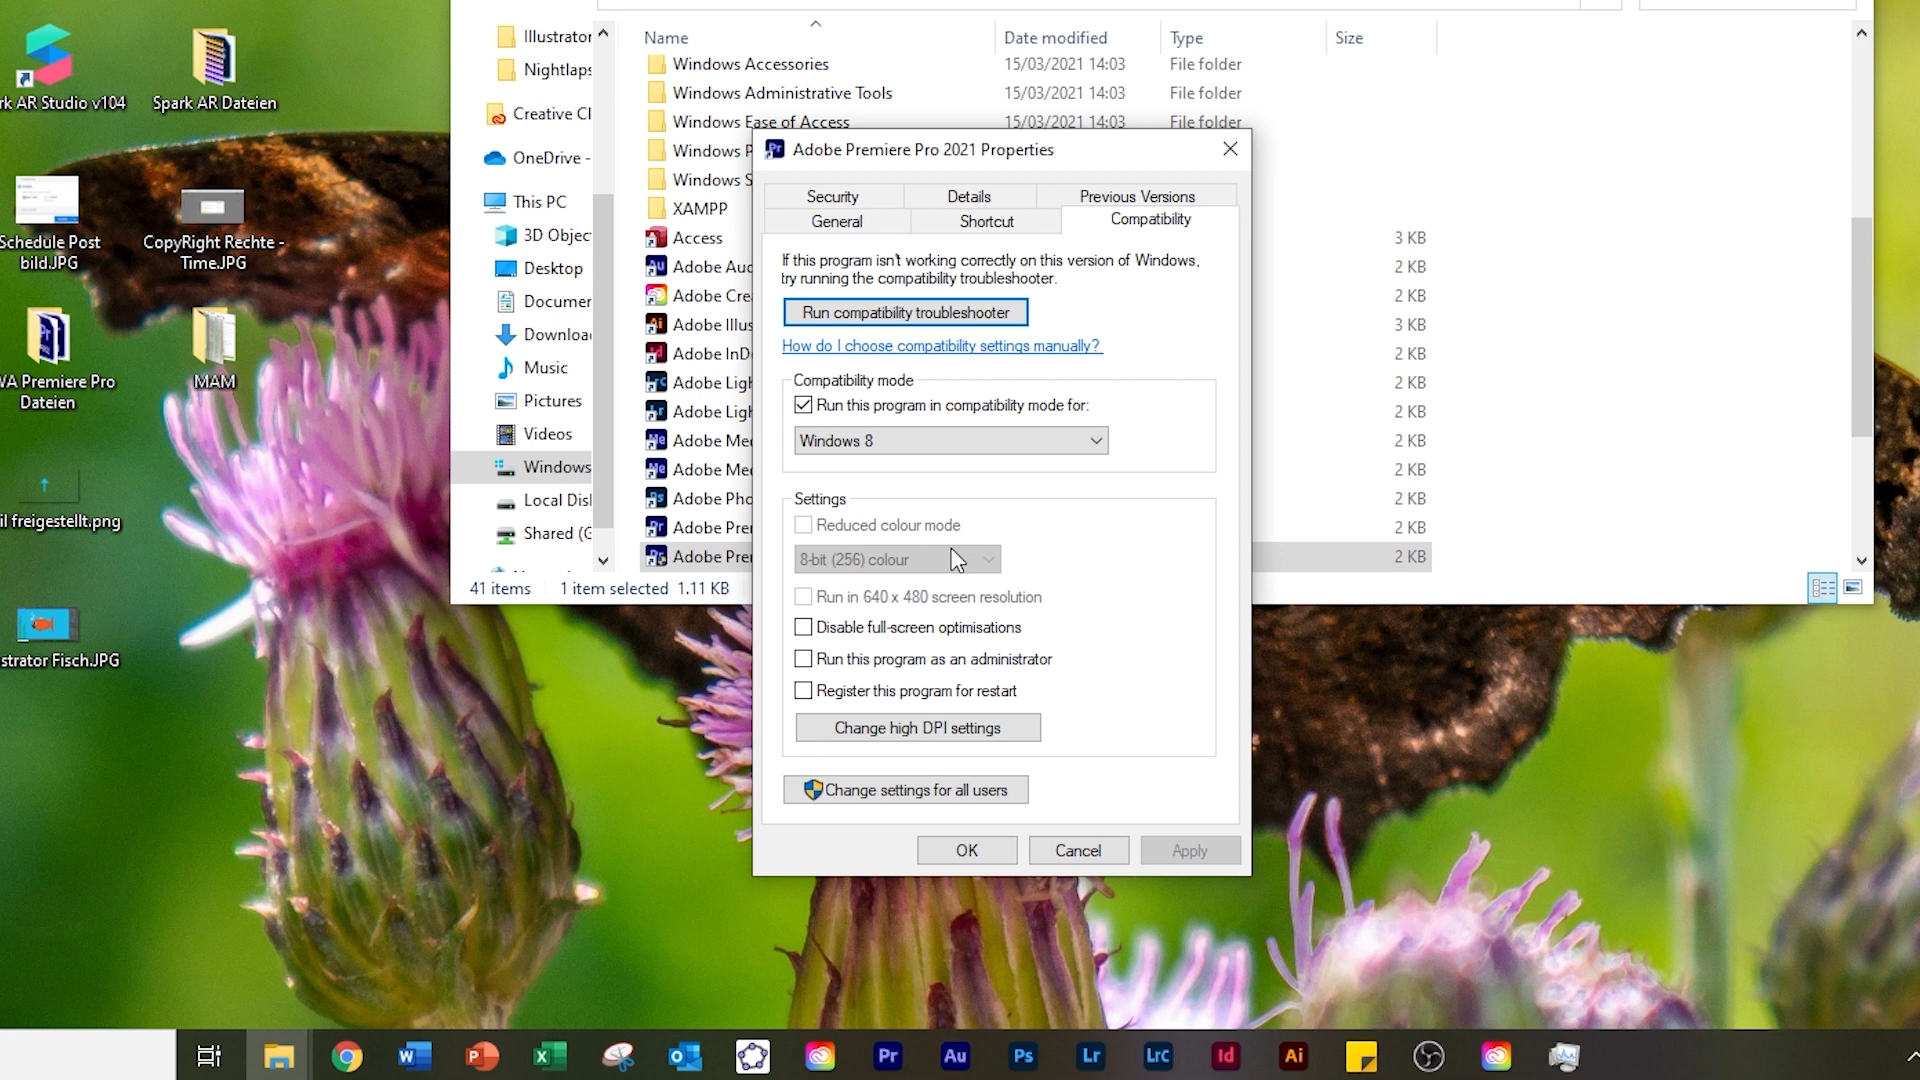 rk AR Studio v104
Spark AR Dateien
Schedule Post
bild.JPG
CopyRight Rechte -
Time.JPG
VA Premiere Pro
Dateien
MAM
il freigestellt.png
strator Fisch.JPG
Illustrator
Nightlaps
Creative Cl
OneDrive -
This PC
3D Objec
Desktop
Documen
Downloa
Music
Pictures
Videos
Windows
Local Disl
Shared (G
Name
Date modified
Type
Size
Windows Accessories 15/03/2021 14:03 File folder
Windows Administrative Tools 15/03/2021 14:03 File folder
Windows Ease of Access 15/03/2021 14:03 File folder
Windows P
Windows S
XAMPP
Access 3 KB
Adobe Aud 2 KB
Adobe Crea 2 KB
Adobe Illus 3 KB
Adobe InDe 2 KB
Adobe Ligh 2 KB
Adobe Ligh 2 KB
Adobe Med 2 KB
Adobe Med 2 KB
Adobe Pho 2 KB
Adobe Prer 2 KB
Adobe Prer 2 KB
41 items 1 item selected 1.11 KB
Pr Adobe Premiere Pro 2021 Properties
Security
Details
Previous Versions
General
Shortcut
Compatibility
If this program isn't working correctly on this version of Windows,
try running the compatibility troubleshooter.
Run compatibility troubleshooter
How do I choose compatibility settings manually?
Compatibility mode
Run this program in compatibility mode for:
Windows 8
Settings
Reduced colour mode
8-bit (256) colour
Run in 640 x 480 screen resolution
Disable full-screen optimisations
Run this program as an administrator
Register this program for restart
Change high DPI settings
Change settings for all users
OK
Cancel
Apply
W P X O Pr Au Ps Lr Lrc Id Ai